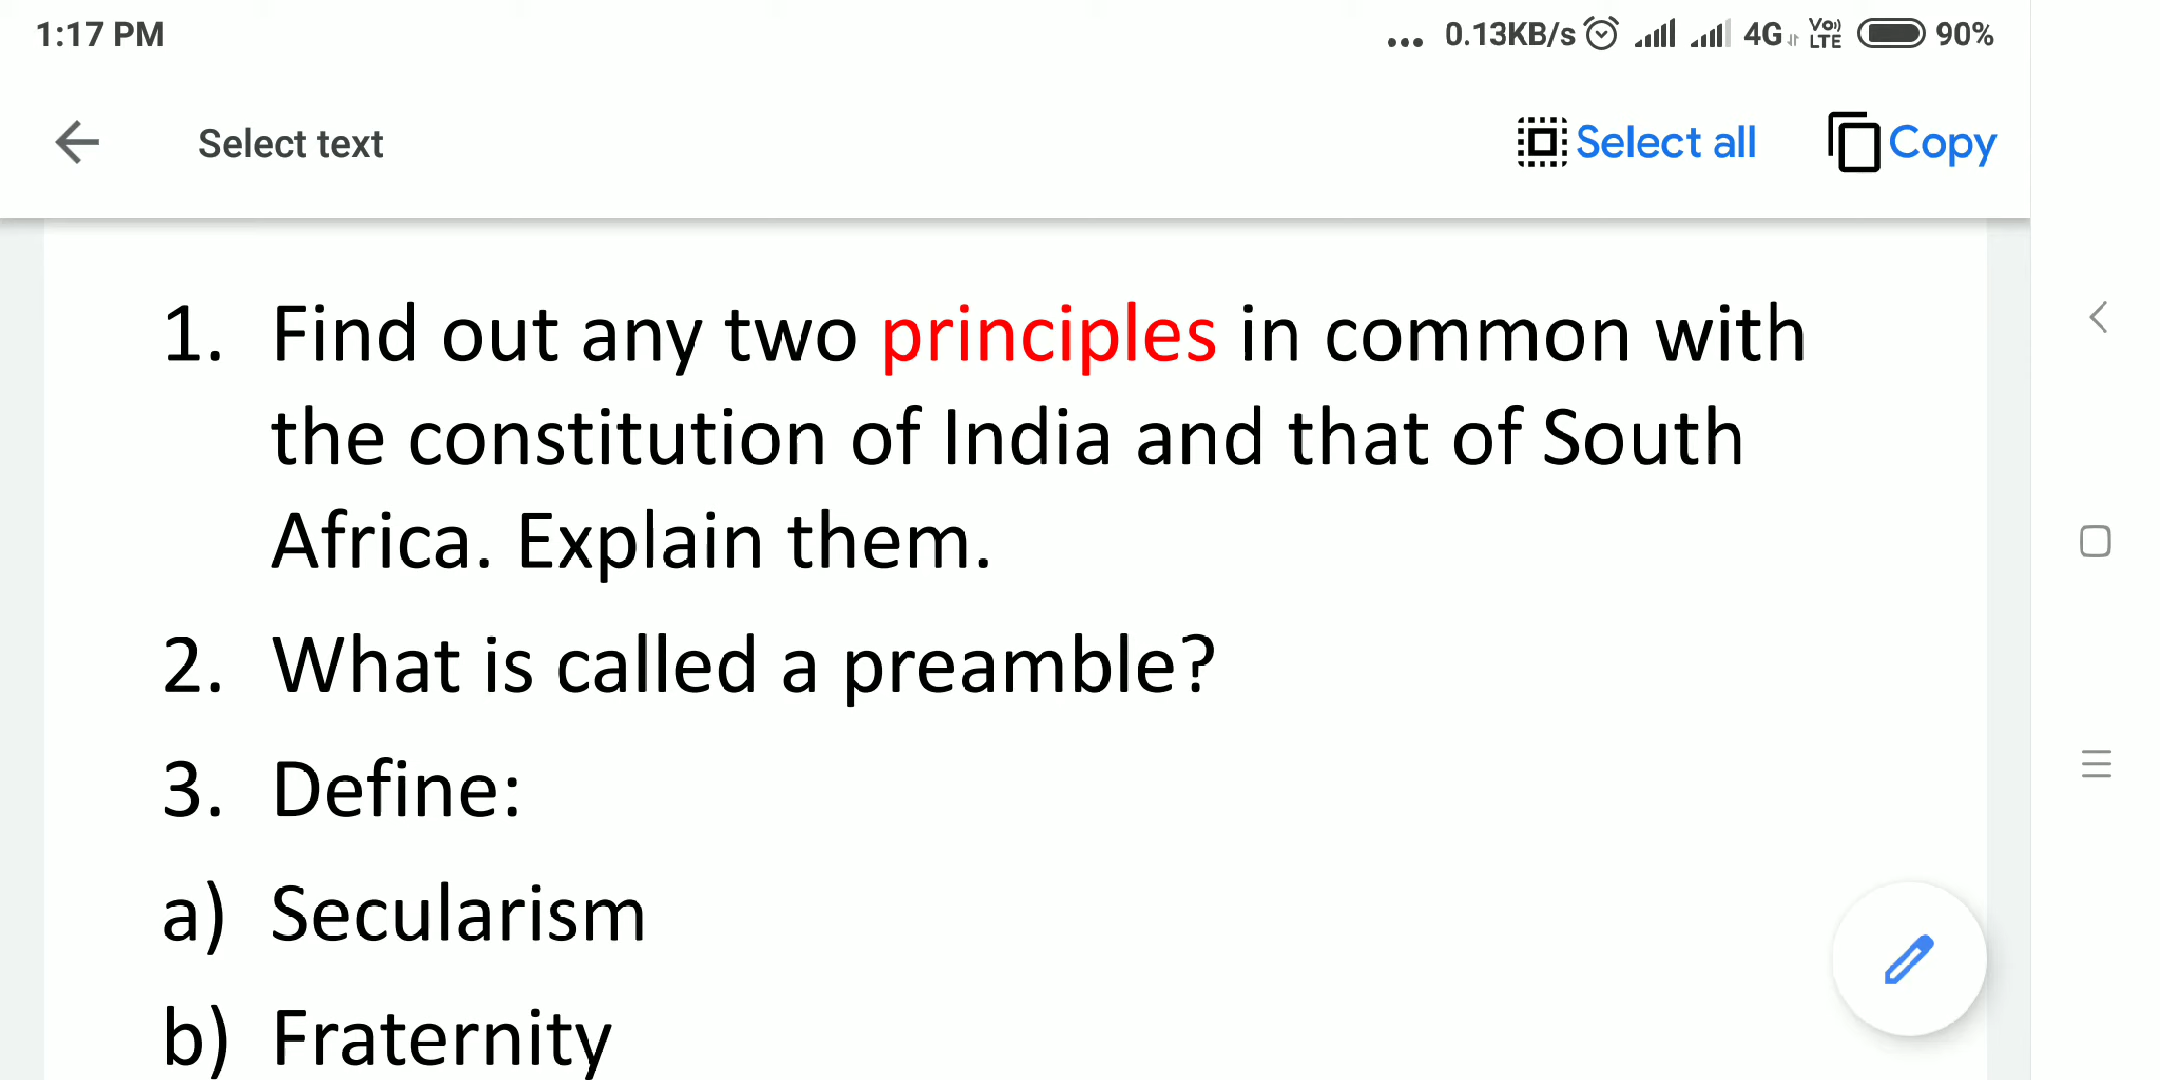 1:17 PM
... 0.13KB/s 4G VoLTE 90%
Select text
Select all
Copy
1. Find out any two principles in common with
the constitution of India and that of South
Africa. Explain them.
2. What is called a preamble?
3. Define:
a) Secularism
b) Fraternity